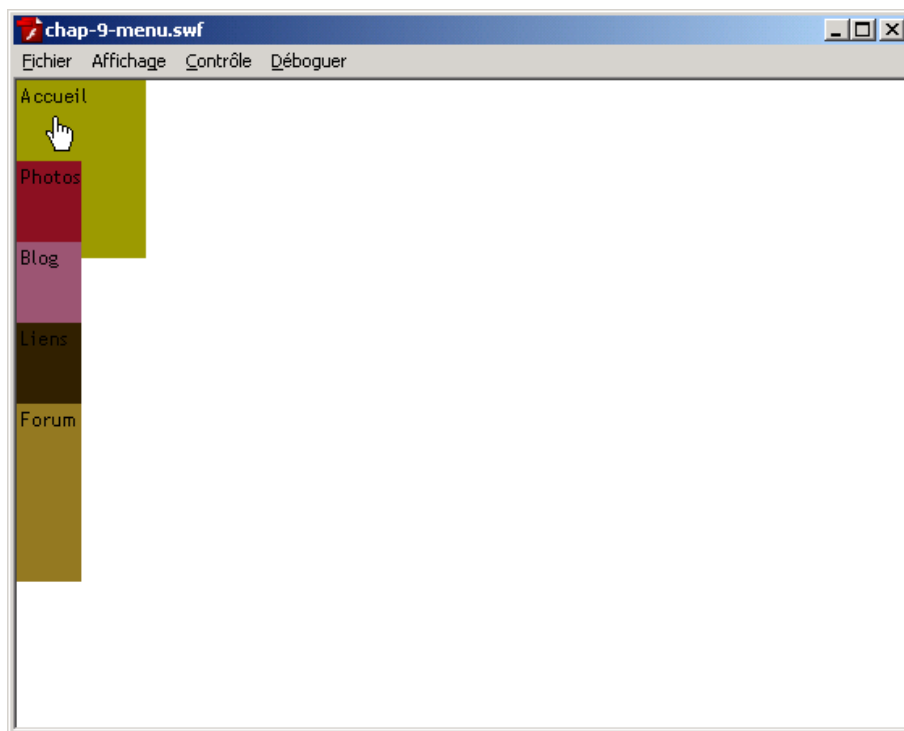 chap-9-menu.swf
Fichier Affichage Contrôle Déboguer
Accueil
Photos
Blog
Liens
Forum